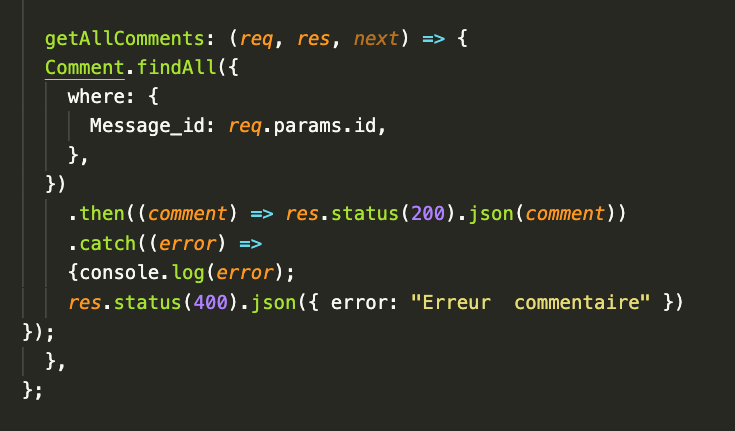 getAllComments: (req, res, next) => {
Comment.findAll({
where: {
Message_id: req.params.id,
},
})
.then((comment) => res.status(200).json(comment))
.catch((error) =>
{console.log(error);
res.status(400).json({ error: "Erreur  commentaire" })
});
},
};